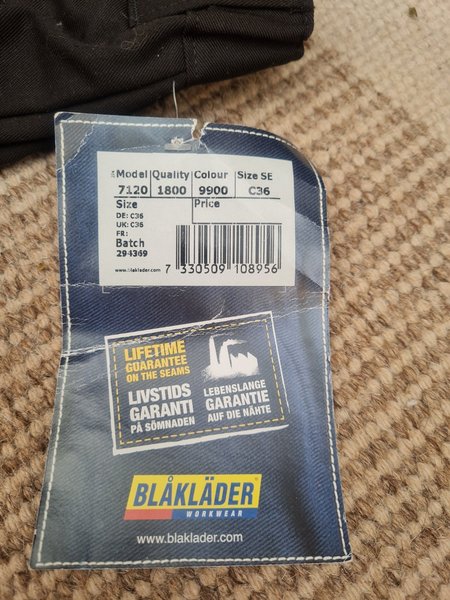 Model Quality Colour Size SE
7120 1800 9900 C36
Size Price
DE: C36
UK: C36
FR:
Batch
294369
www.blaklader.com
7 330509 108956
LIFETIME
GUARANTEE
ON THE SEAMS
LIVSTIDS
GARANTI
PÅ SÖMNADEN
LEBENSLANGE
GARANTIE
AUF DIE NÄHTE
BLÅKLÄDER
WORKWEAR
www.blaklader.com